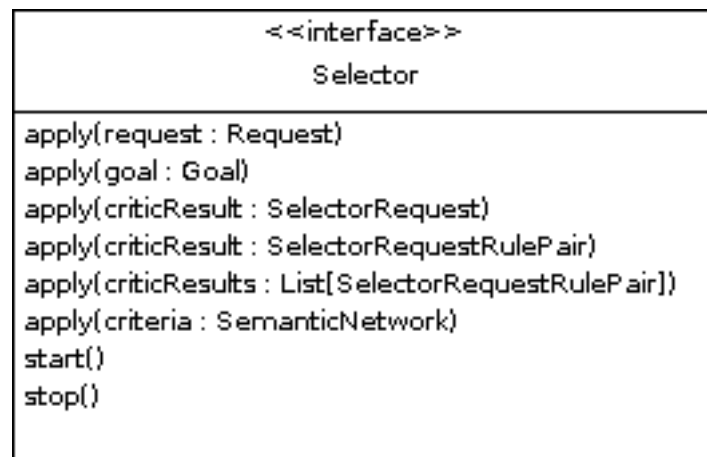 <<interface>>
Selector
apply(request : Request)
apply(goal : Goal)
apply(criticResult : SelectorRequest)
apply(criticResult : SelectorRequestRulePair)
apply(criticResults : List[SelectorRequestRulePair])
apply(criteria : SemanticNetwork)
start()
stop()